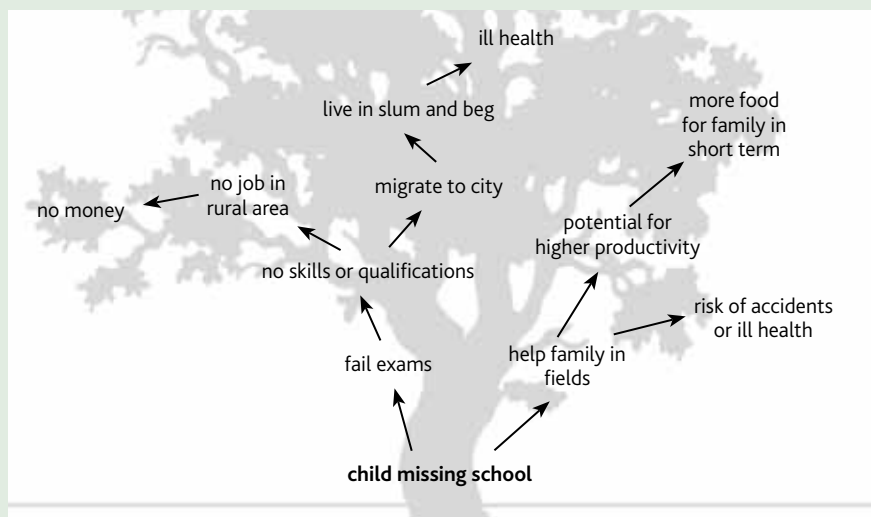 ill health
live in slum and beg
more food
for family in
short term
no job in
rural area
no money
migrate to city
potential for
higher productivity
no skills or qualifications
risk of accidents
or ill health
fail exams
help family in
fields
child missing school